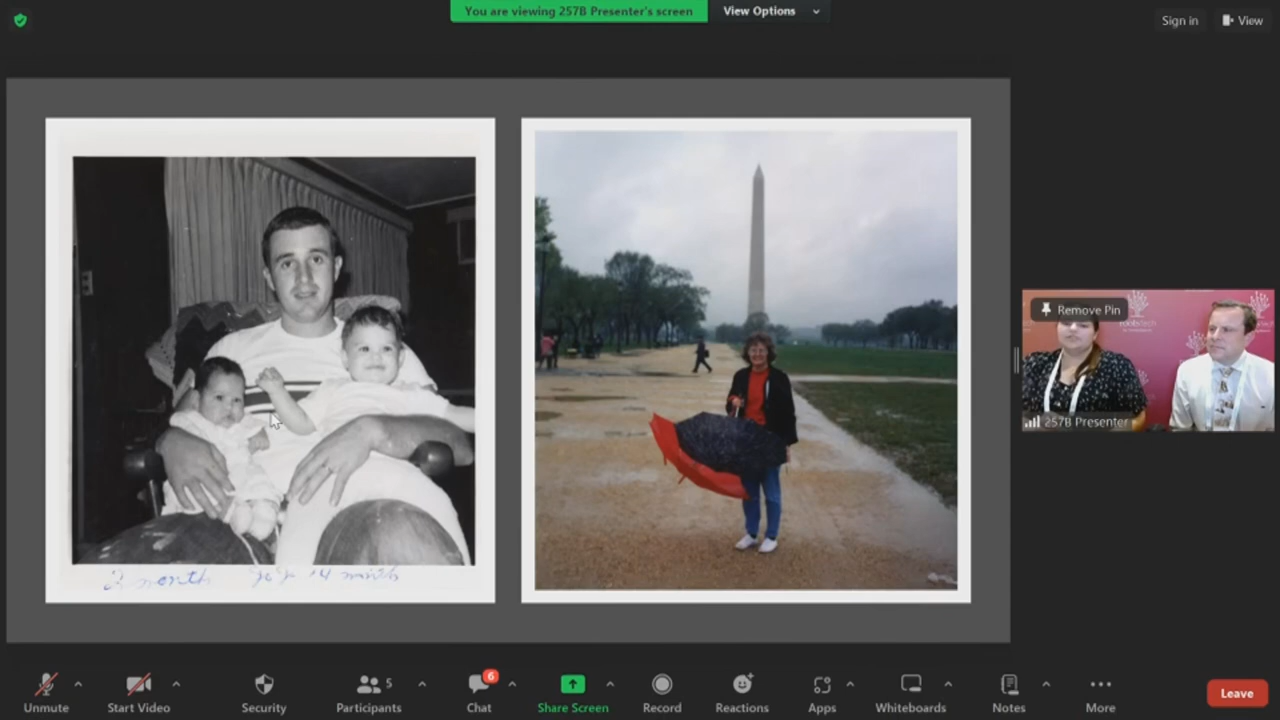 You are viewing 257B Presenter's screen
View Options
Sign in
View
Remove Pin
257B Presenter
2 month
14 month
Unmute
Start Video
Security
5
Participants
6
Chat
Share Screen
Record
Reactions
Apps
Whiteboards
Notes
More
Leave